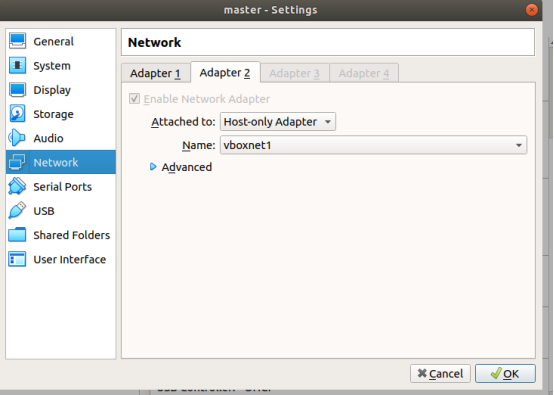 master - Settings
General
System
Display
Storage
Audio
Network
Serial Ports
USB
Shared Folders
User Interface
Network
Adapter 1 Adapter 2 Adapter 3 Adapter 4
Enable Network Adapter
Attached to: Host-only Adapter
Name: vboxnet1
Advanced
Cancel OK